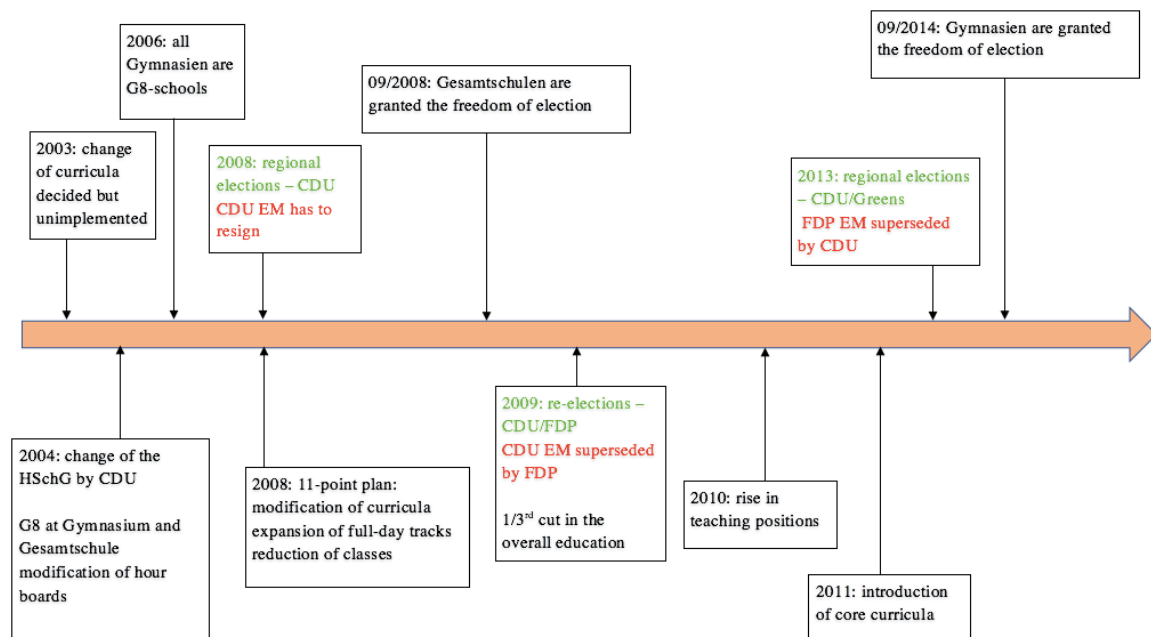 2006: all
Gymnasien are
G8-schools
09/2014: Gymnasien are granted
the freedom of election
09/2008: Gesamtschulen are
granted the freedom of election
2003: change
of curricula
decided but
unimplemented
2008: regional
elections – CDU
CDU EM has to
resign
2013: regional elections
– CDU/Greens
FDP EM superseded
by CDU
2004: change of the
HSchG by CDU
G8 at Gymnasium and
Gesamtschule
modification of hour
boards
2008: 11-point plan:
modification of curricula
expansion of full-day tracks
reduction of classes
2009: re-elections –
CDU/FDP
CDU EM superseded
by FDP
1/3rd cut in the
overall education
2010: rise in
teaching positions
2011: introduction
of core curricula